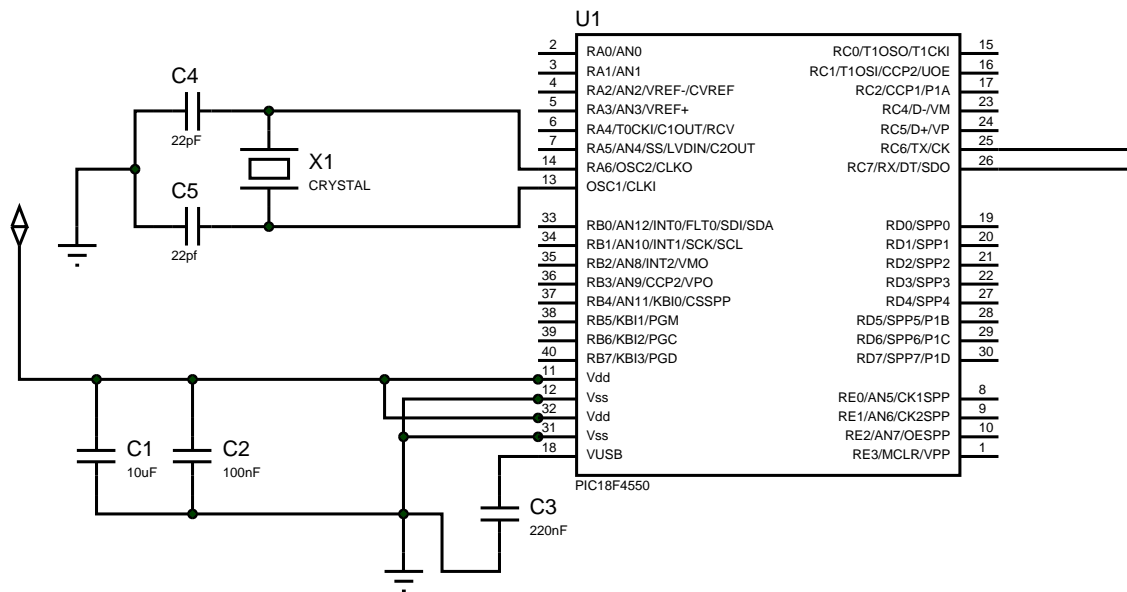 U1
C4
22pF
X1
CRYSTAL
C5
22pf
2 RA0/AN0
3 RA1/AN1
4 RA2/AN2/VREF-/CVREF
5 RA3/AN3/VREF+
6 RA4/T0CKI/C1OUT/RCV
7 RA5/AN4/SS/LVDIN/C2OUT
14 RA6/OSC2/CLKO
13 OSC1/CLKI
33 RB0/AN12/INT0/FLT0/SDI/SDA
34 RB1/AN10/INT1/SCK/SCL
35 RB2/AN8/INT2/VMO
36 RB3/AN9/CCP2/VPO
37 RB4/AN11/KBI0/CSSPP
38 RB5/KBI1/PGM
39 RB6/KBI2/PGC
40 RB7/KBI3/PGD
11 Vdd
12 Vss
32 Vdd
31 Vss
18 VUSB
RC0/T1OSO/T1CKI 15
RC1/T1OSI/CCP2/UOE 16
RC2/CCP1/P1A 17
RC4/D-/VM 23
RC5/D+/VP 24
RC6/TX/CK 25
RC7/RX/DT/SDO 26
RD0/SPP0 19
RD1/SPP1 20
RD2/SPP2 21
RD3/SPP3 22
RD4/SPP4 27
RD5/SPP5/P1B 28
RD6/SPP6/P1C 29
RD7/SPP7/P1D 30
RE0/AN5/CK1SPP 8
RE1/AN6/CK2SPP 9
RE2/AN7/OESPP 10
RE3/MCLR/VPP 1
PIC18F4550
C1
10uF
C2
100nF
C3
220nF